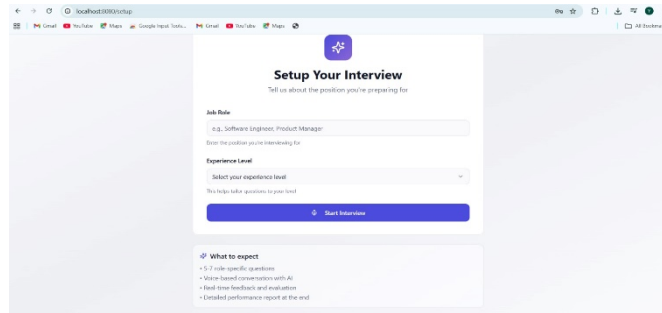 localhost:8080/setup
Gmail YouTube Maps Google Input Tools... Gmail YouTube Maps
All Bookma
Setup Your Interview
Tell us about the position you're preparing for
Job Role
e.g., Software Engineer, Product Manager
Enter the position you're interviewing for
Experience Level
Select your experience level
This helps tailor questions to your level
Start Interview
What to expect
• 5-7 role-specific questions
• Voice-based conversation with AI
• Real-time feedback and evaluation
• Detailed performance report at the end